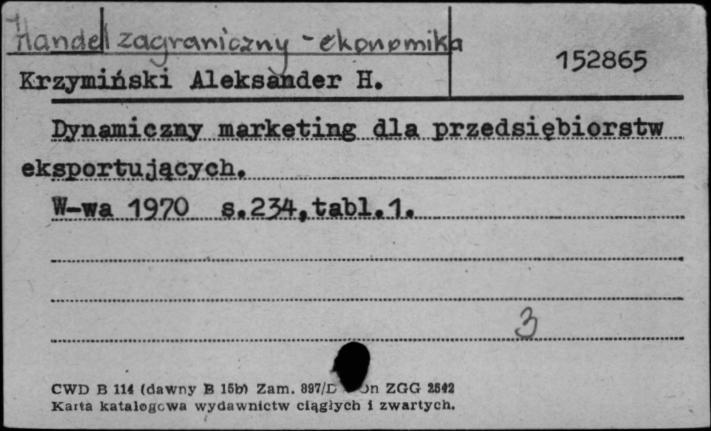 Handel zagraniczny - ekonomika
152865
Krzymiński Aleksander H.
Dynamiczny marketing dla przedsiębiorstw
eksportujących.
W-wa 1970 s.234,tabl.1.
3
CWD B 114 (dawny B 15b) Zam. 897/D n ZGG 2542
Karta katalogowa wydawnictw ciągłych i zwartych.